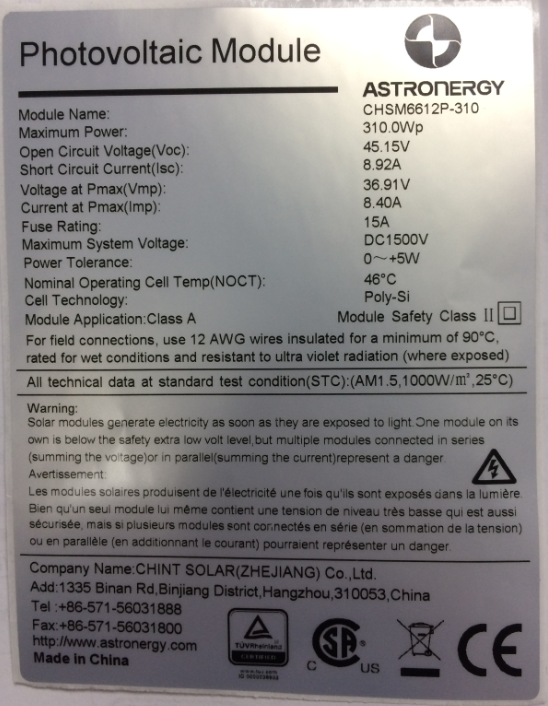 Photovoltaic Module
ASTRONERGY
Module Name: CHSM6612P-310
Maximum Power: 310.0Wp
Open Circuit Voltage(Voc): 45.15V
Short Circuit Current(Isc): 8.92A
Voltage at Pmax(Vmp): 36.91V
Current at Pmax(Imp): 8.40A
Fuse Rating: 15A
Maximum System Voltage: DC1500V
Power Tolerance: 0～+5W
Nominal Operating Cell Temp(NOCT): 46°C
Cell Technology: Poly-Si
Module Application:Class A Module Safety Class II
For field connections, use 12 AWG wires insulated for a minimum of 90°C,
rated for wet conditions and resistant to ultra violet radiation (where exposed)
All technical data at standard test condition(STC):(AM1.5,1000W/m²,25°C)
Warning:
Solar modules generate electricity as soon as they are exposed to light.One module on its
own is below the safety extra low volt level,but multiple modules connected in series
(summing the voltage)or in parallel(summing the current)represent a danger.
Avertissement:
Les modules solaires produisent de l'électricité une fois qu'ils sont exposés dans la lumière.
Bien qu'un seul module lui même contient une tension de niveau très basse qui est aussi
sécurisée, mais si plusieurs modules sont connectés en série (en sommation de la tension)
ou en parallèle (en additionnant le courant) pourraient représenter un danger.
Company Name:CHINT SOLAR(ZHEJIANG) Co.,Ltd.
Add:1335 Binan Rd,Binjiang District,Hangzhou,310053,China
Tel :+86-571-56031888
Fax:+86-571-56031800
http://www.astronergy.com
Made in China
TÜVRheinland
CERTIFIED
C SA US
CE